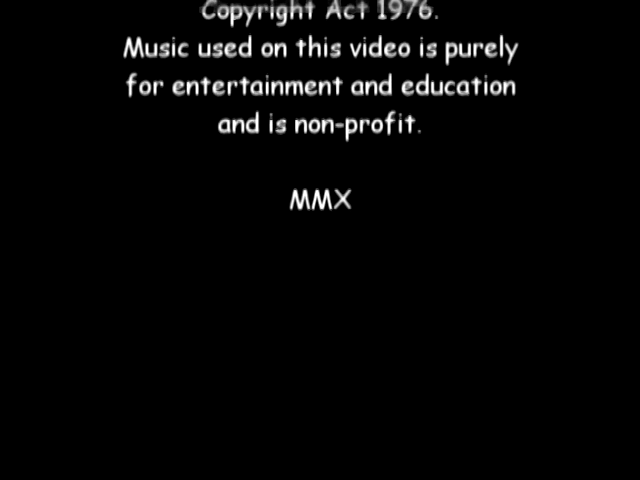 Copyright Act 1976.
Music used on this video is purely
for entertainment and education
and is non-profit.
MMX